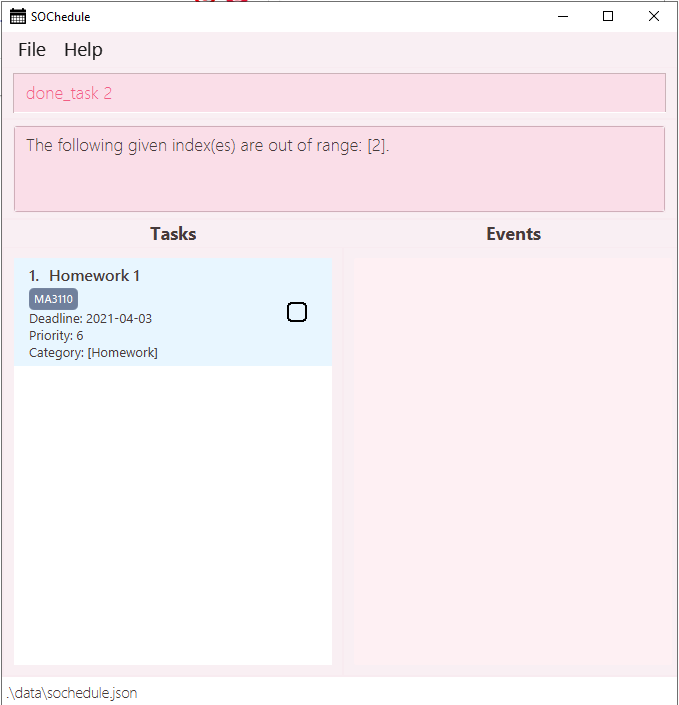 SOChedule
File Help
done_task 2
The following given index(es) are out of range: [2].
Tasks Events
1. Homework 1
MA3110
Deadline: 2021-04-03
Priority: 6
Category: [Homework]
.\data\sochedule.json